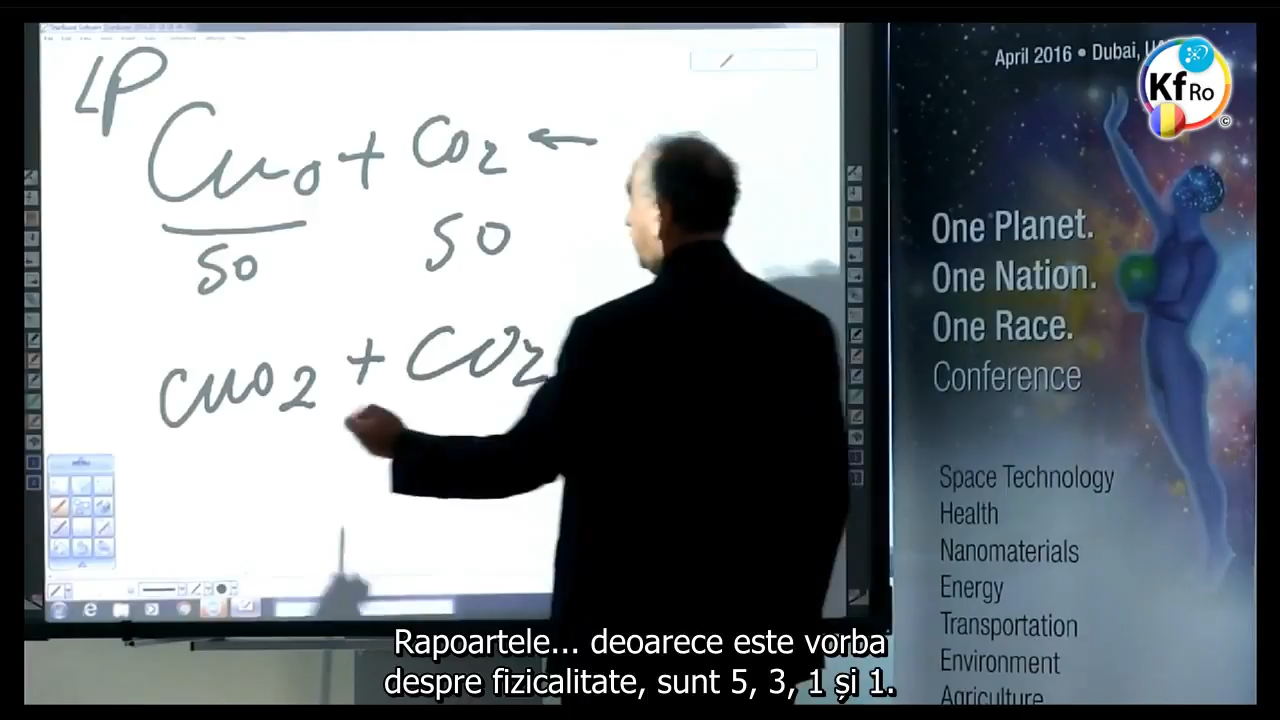 LP
Cuo + Co2 ←
50 50
cuo2 + CO2
April 2016 • Dubai,
Kf Ro
©
One Planet.
One Nation.
One Race.
Conference
Space Technology
Health
Nanomaterials
Energy
Transportation
Environment
Agriculture
Rapoartele... deoarece este vorba
despre fizicalitate, sunt 5, 3, 1 și 1.